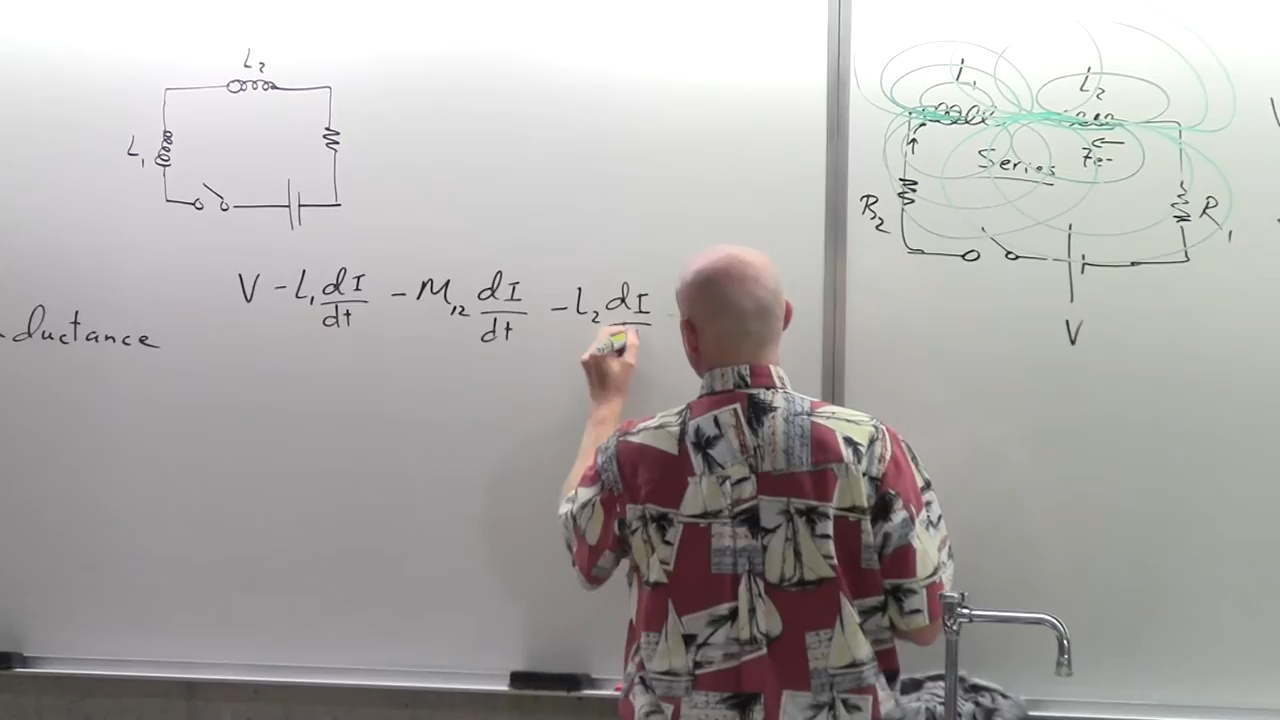 L₂
L₁
V - L₁ dI/dt - M₁₂ dI/dt - L₂ dI
ductance
L₁
L₂
Series
R₂
R₁
V